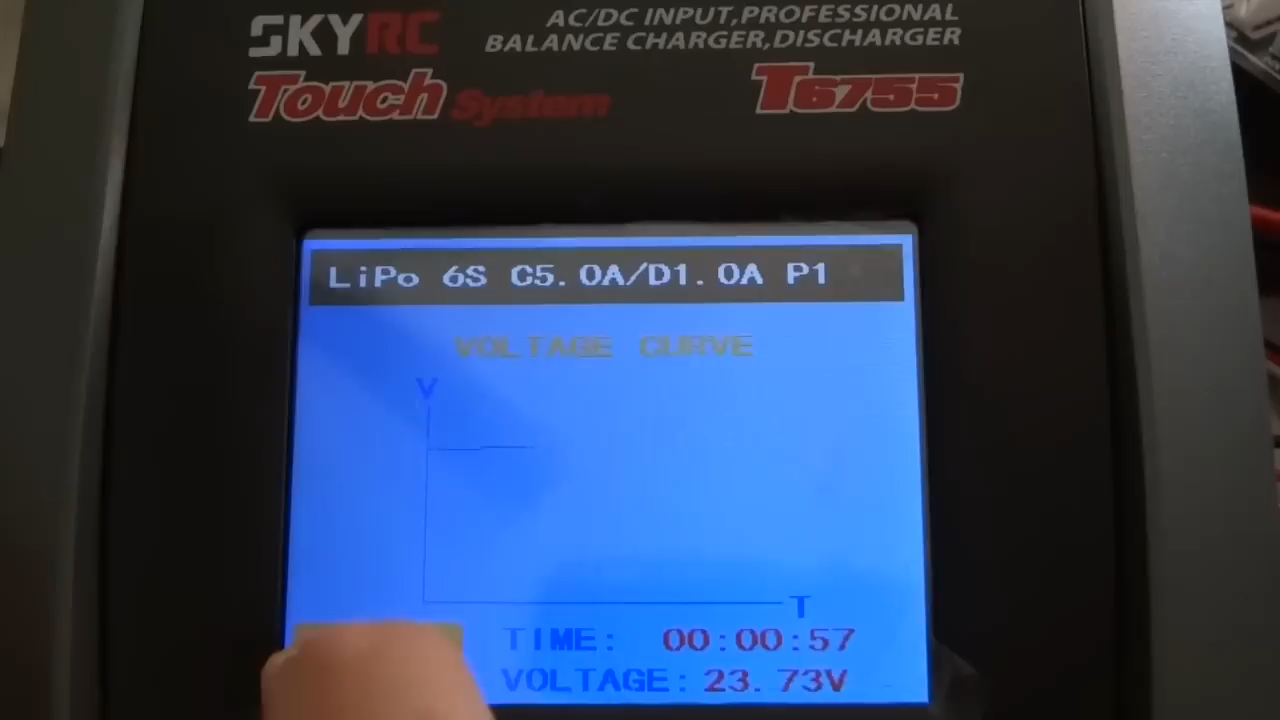 SKYRC
AC/DC INPUT,PROFESSIONAL
BALANCE CHARGER,DISCHARGER
Touch System
T6755
LiPo 6S C5.0A/D1.0A P1
VOLTAGE CURVE
V
T
TIME: 00:00:57
VOLTAGE: 23.73V